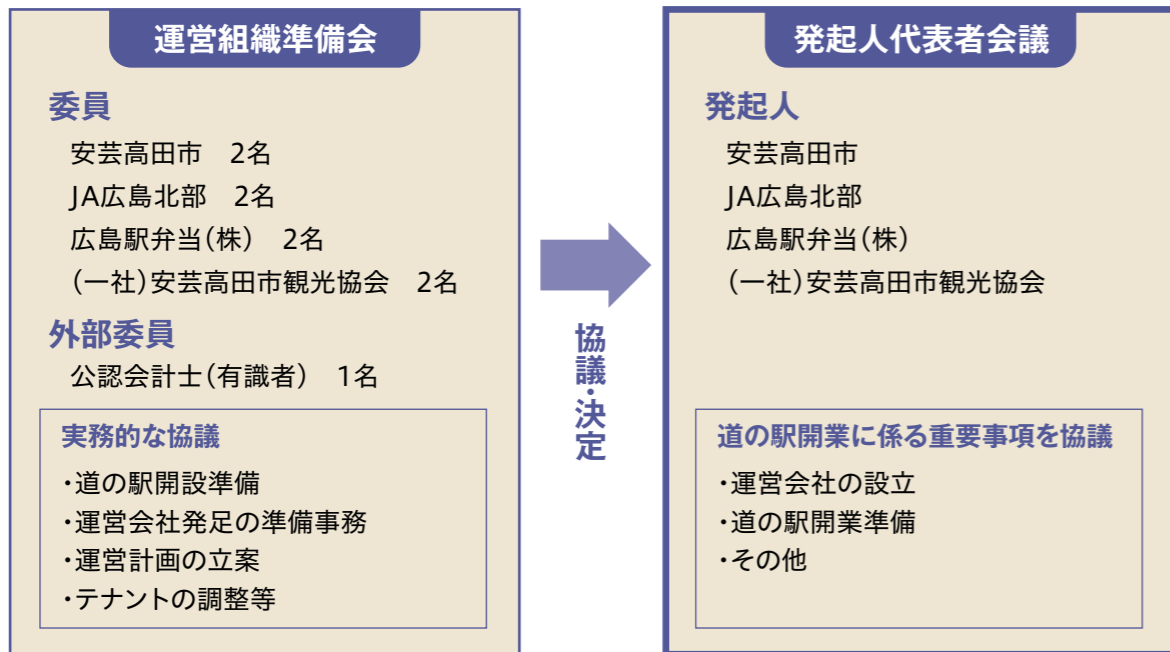 運営組織準備会
委員
安芸高田市　2名
JA広島北部　2名
広島駅弁当(株)　2名
(一社)安芸高田市観光協会　2名
外部委員
公認会計士(有識者)　1名
実務的な協議
・道の駅開設準備
・運営会社発足の準備事務
・運営計画の立案
・テナントの調整等
協議・決定
発起人代表者会議
発起人
安芸高田市
JA広島北部
広島駅弁当(株)
(一社)安芸高田市観光協会
道の駅開業に係る重要事項を協議
・運営会社の設立
・道の駅開業準備
・その他